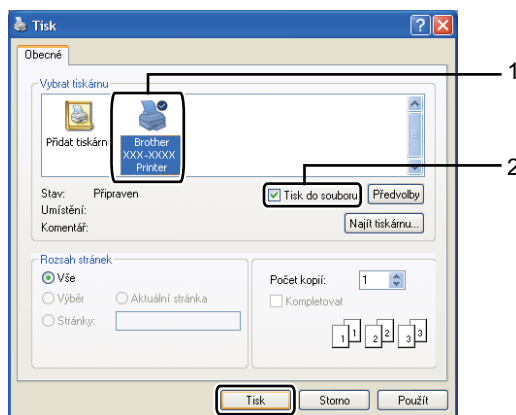 Tisk
Obecné
Vybrat tiskárnu
1
Přidat tiskárn
Brother
XXX-XXXX
Printer
2
Stav: Připraven
Tisk do souboru
Předvolby
Umístění:
Komentář:
Najít tiskárnu...
Rozsah stránek
Vše
Výběr
Aktuální stránka
Stránky:
Počet kopií: 1
Kompletovat
1 1 2 2 3 3
Tisk
Storno
Použít